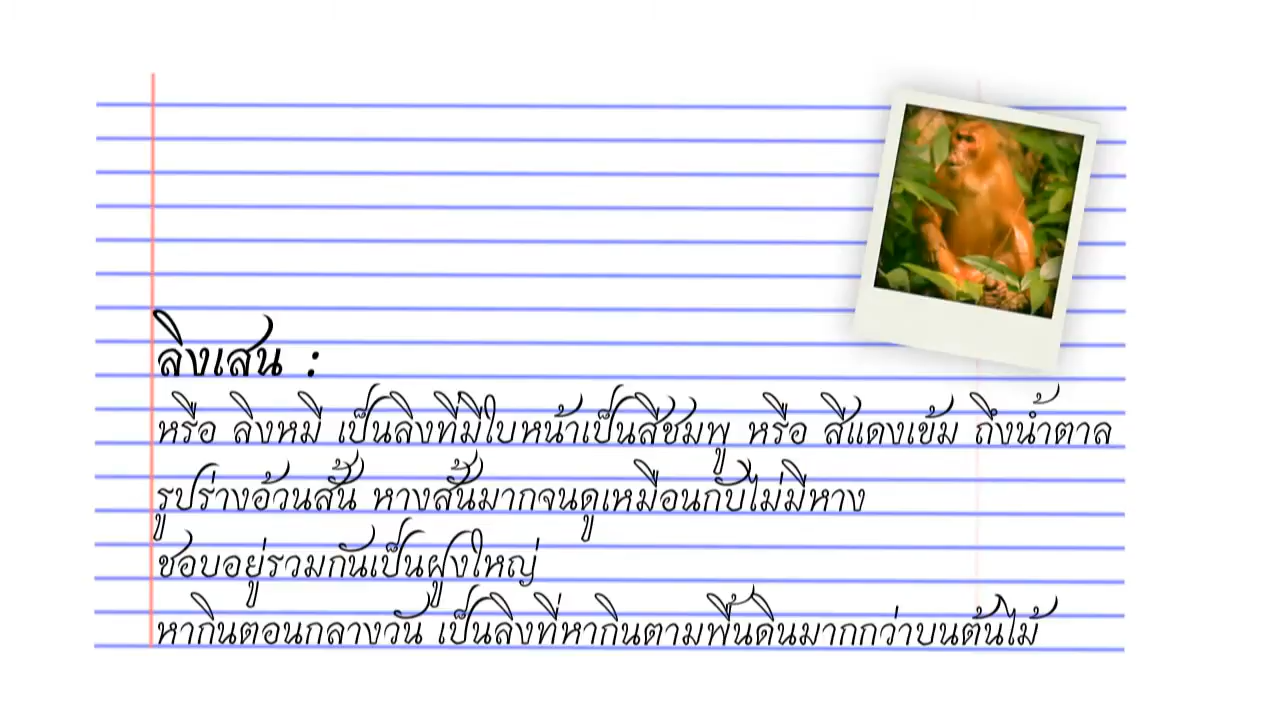 ลิงเสน :
หรือ ลิงหมี เป็นลิงที่มีใบหน้าเป็นสีชมพู หรือ สีแดงเข้ม ถึงน้ำตาล
รูปร่างอ้วนสั้น หางสั้นมากจนดูเหมือนกับไม่มีหาง
ชอบอยู่รวมกันเป็นฝูงใหญ่
หากินตอนกลางวัน เป็นลิงที่หากินตามพื้นดินมากกว่าบนต้นไม้